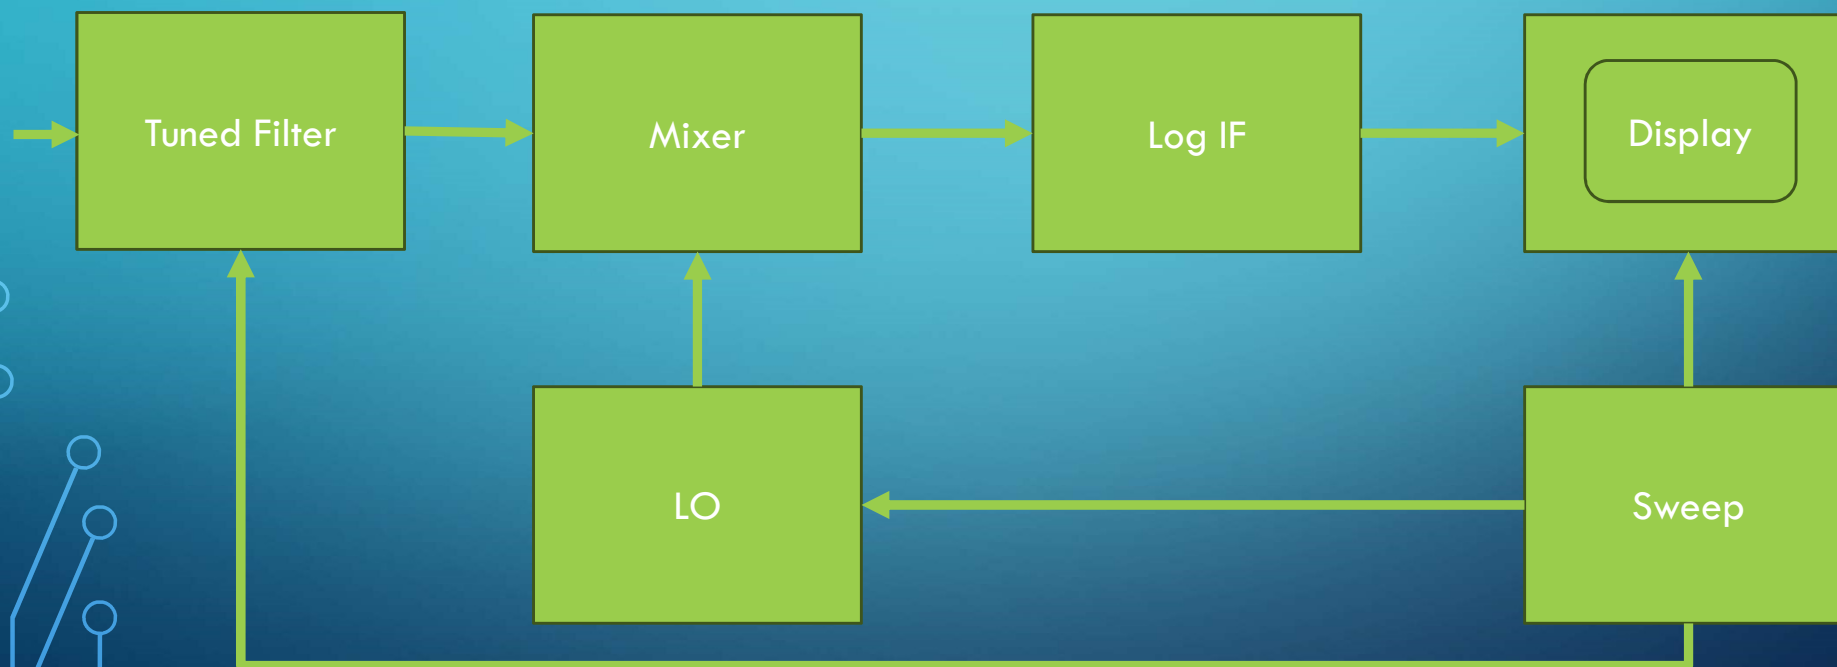 Tuned Filter
Mixer
Log IF
Display
LO
Sweep